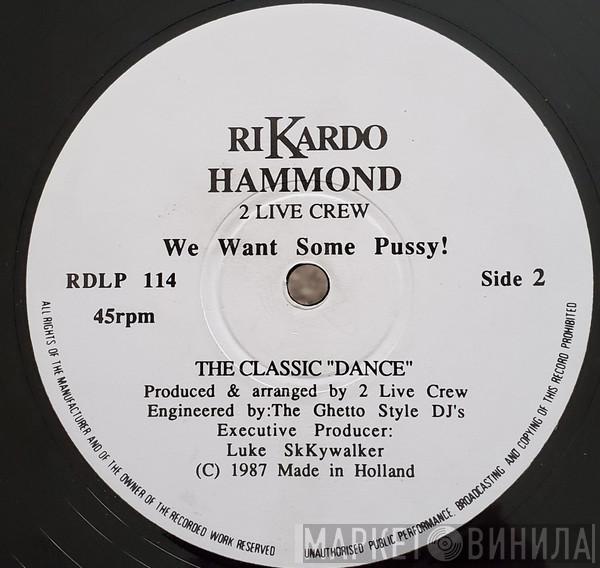 RIKARDO
HAMMOND
2 LIVE CREW
We Want Some Pussy!
RDLP 114
Side 2
45rpm
THE CLASSIC "DANCE"
Produced & arranged by 2 Live Crew
Engineered by:The Ghetto Style DJ's
Executive Producer:
Luke SkKywalker
(C) 1987 Made in Holland
ALL RIGHTS OF THE MANUFACTURER AND OF THE OWNER OF THE RECORDED WORK RESERVED
UNAUTHORISED PUBLIC PERFORMANCE, BROADCASTING AND COPYING OF THIS RECORD PROHIBITED
МАРКЕТ ВИНИЛА